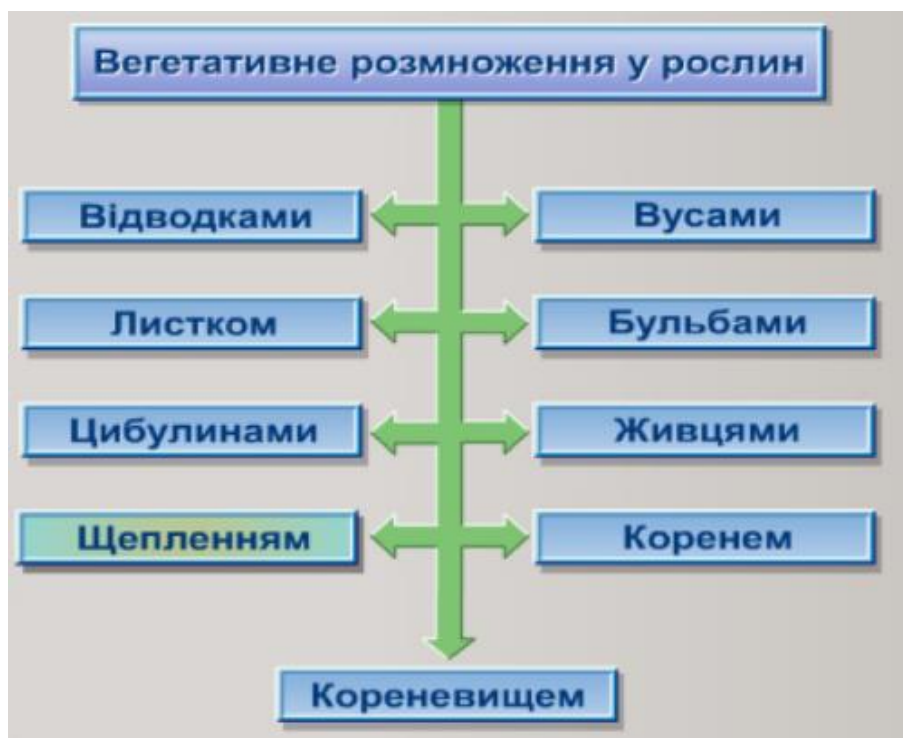 Вегетативне розмноження у рослин
Відводками
Вусами
Листком
Бульбами
Цибулинами
Живцями
Щепленням
Коренем
Кореневищем